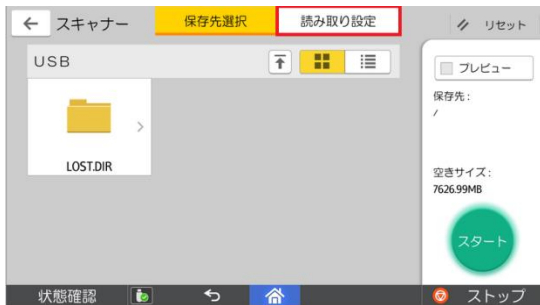 スキャナー
保存先選択
読み取り設定
リセット
USB
プレビュー
保存先:
/
LOST.DIR
空きサイズ:
7626.99MB
スタート
状態確認
ストップ